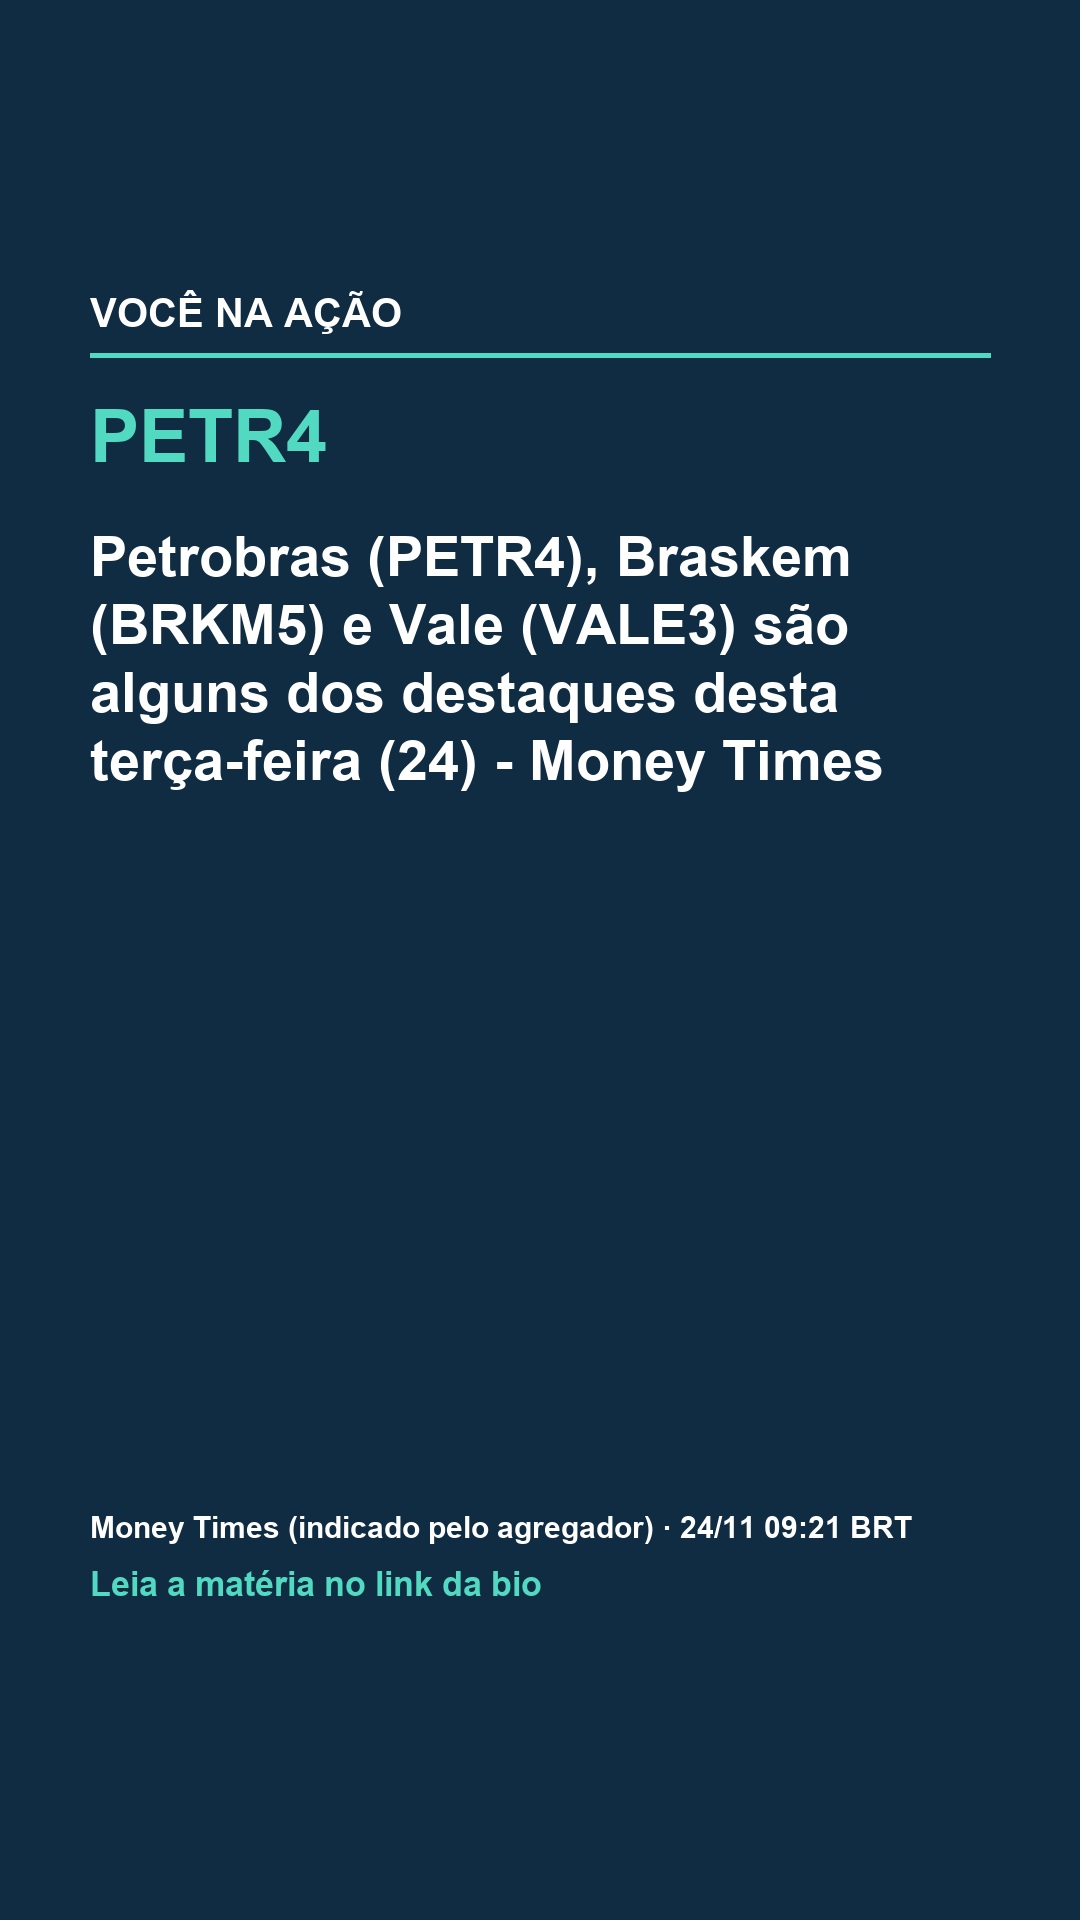 VOCÊ NA AÇÃO
PETR4
Petrobras (PETR4), Braskem
(BRKM5) e Vale (VALE3) são
alguns dos destaques desta
terça-feira (24) - Money Times
Money Times (indicado pelo agregador) · 24/11 09:21 BRT
Leia a matéria no link da bio